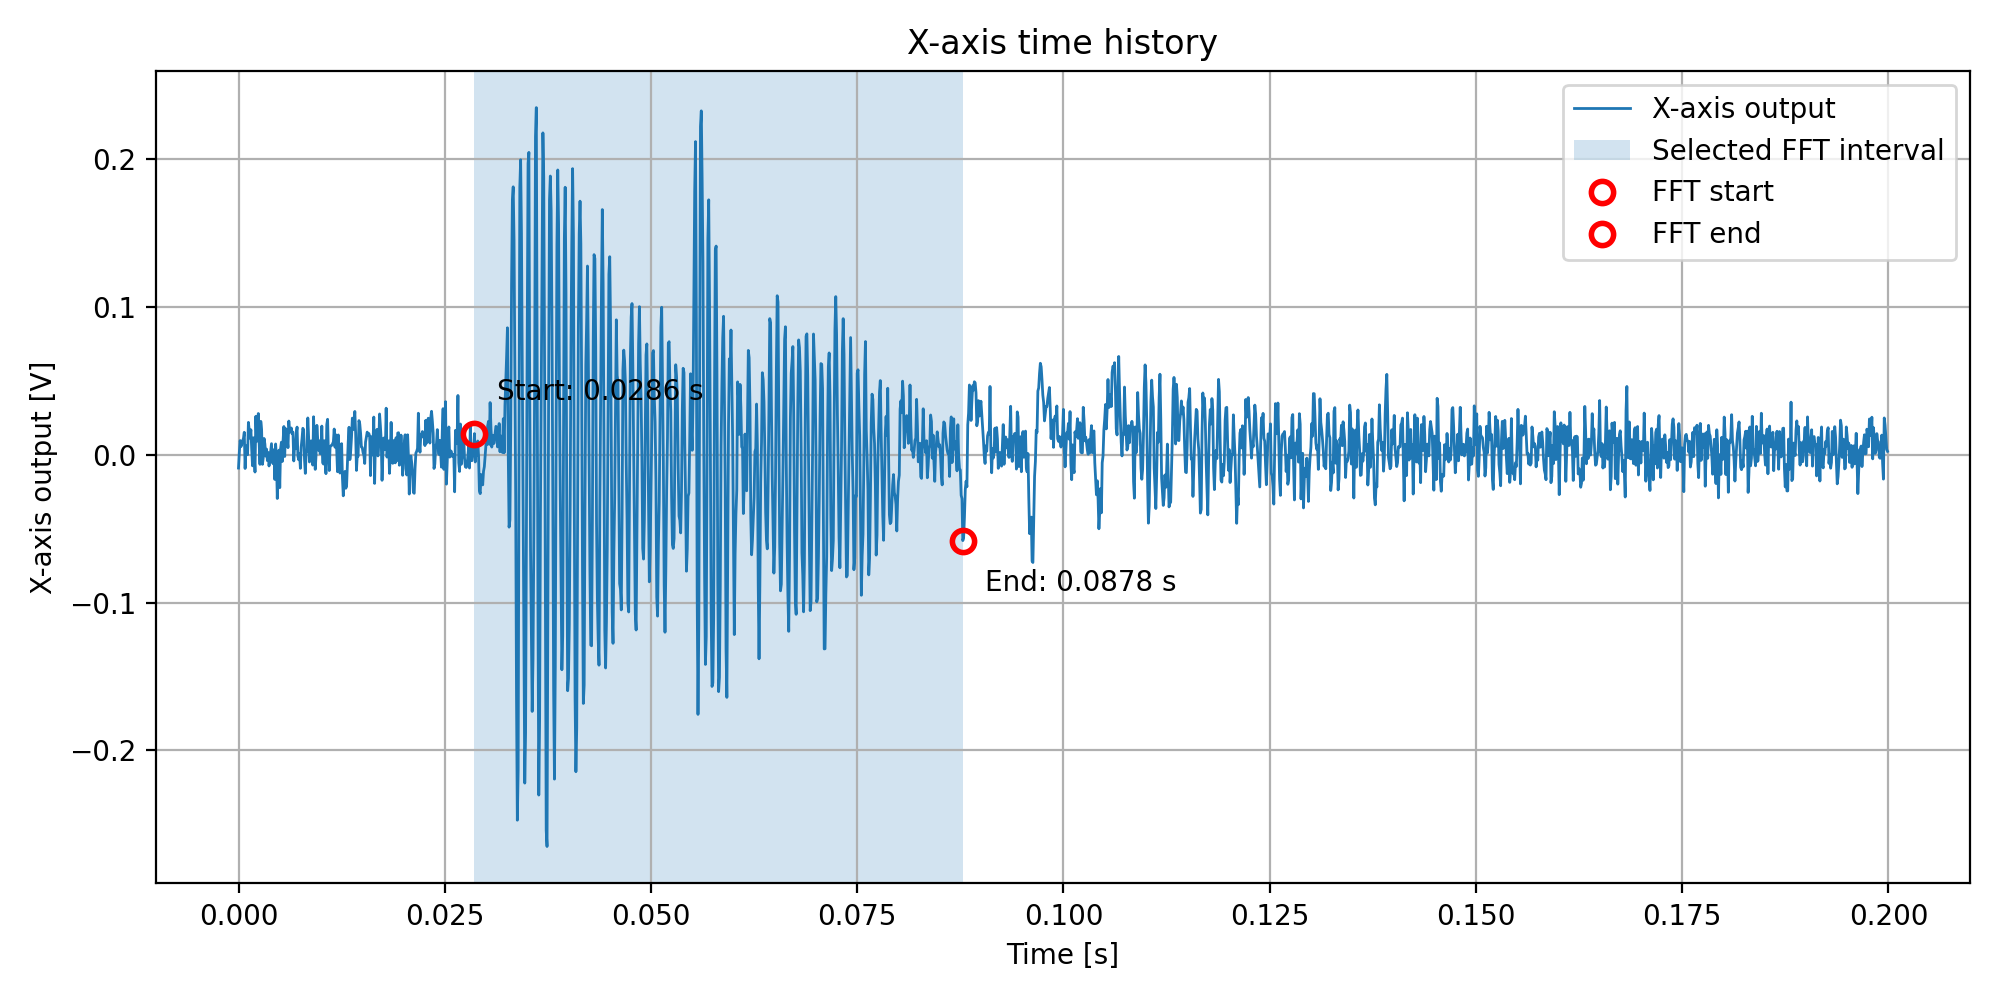 X-axis time history
X-axis output [V]
0.2
0.1
0.0
−0.1
−0.2
X-axis output
Selected FFT interval
FFT start
FFT end
Start: 0.0286 s
End: 0.0878 s
0.000
0.025
0.050
0.075
0.100
0.125
0.150
0.175
0.200
Time [s]